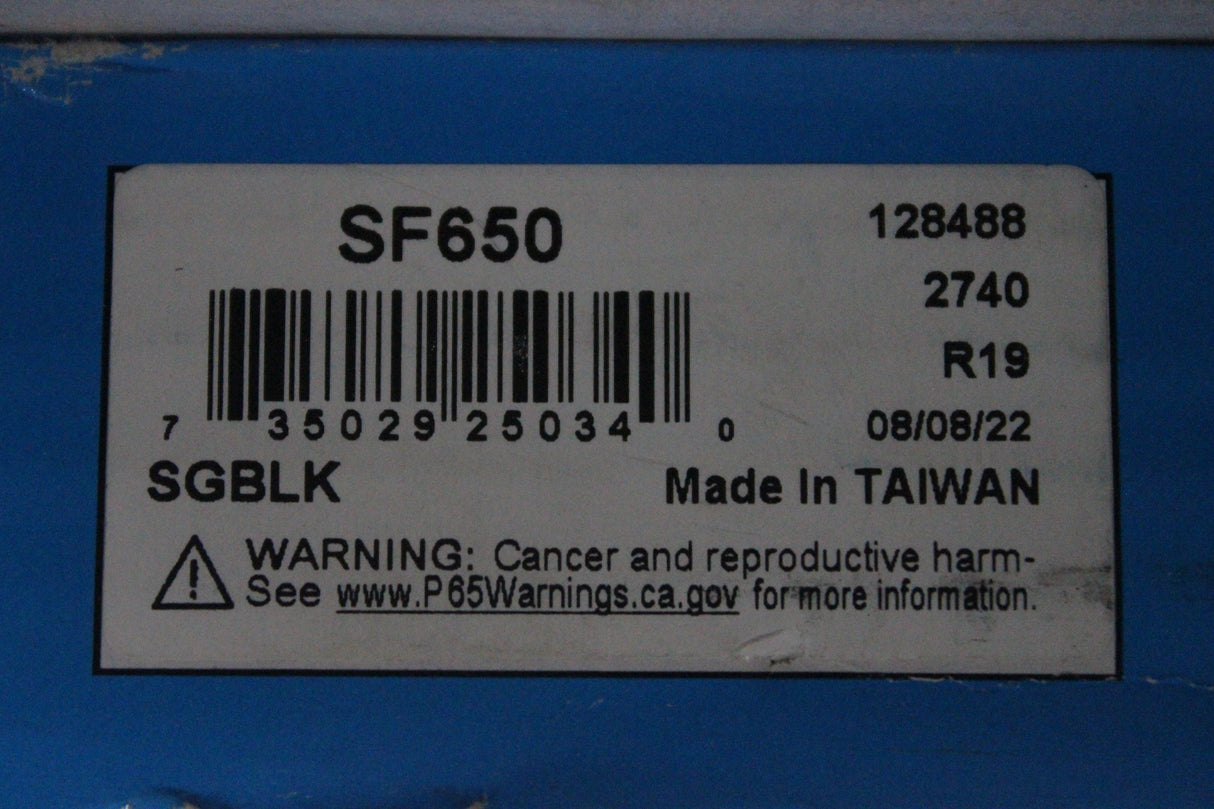 SF650
128488
2740
R19
7 35029 25034 0
08/08/22
SGBLK
Made In TAIWAN
WARNING: Cancer and reproductive harm-
See www.P65Warnings.ca.gov for more information.